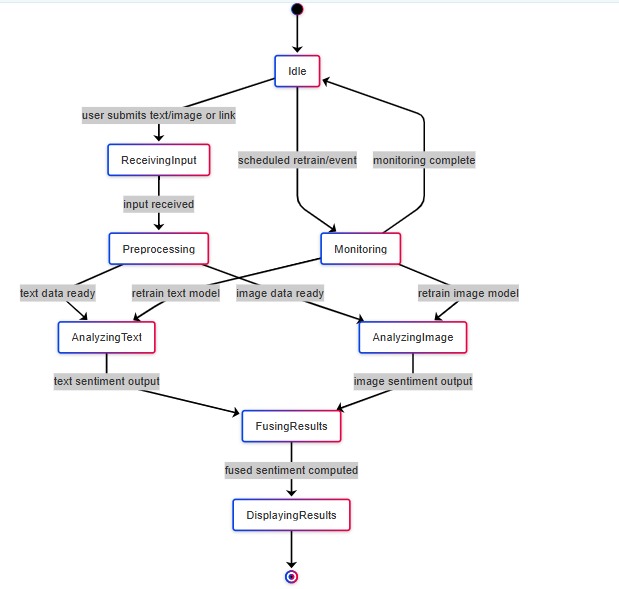 Idle
user submits text/image or link
ReceivingInput
scheduled retrain/event
monitoring complete
input received
Preprocessing
Monitoring
text data ready
retrain text model
image data ready
retrain image model
AnalyzingText
AnalyzingImage
text sentiment output
image sentiment output
FusingResults
fused sentiment computed
DisplayingResults